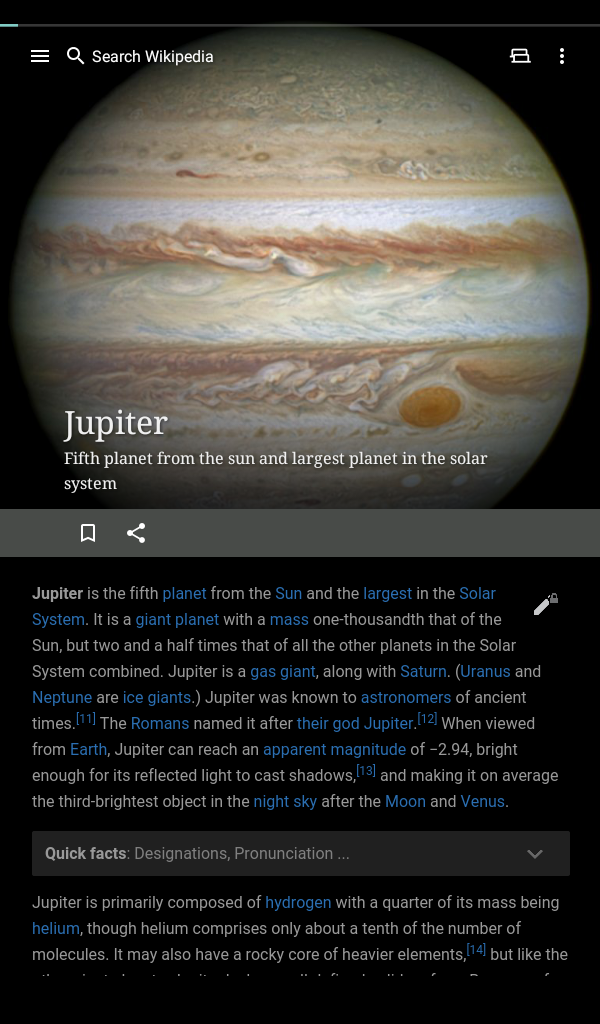 Search Wikipedia
Jupiter
Fifth planet from the sun and largest planet in the solar
system
Jupiter is the fifth planet from the Sun and the largest in the Solar
System. It is a giant planet with a mass one-thousandth that of the
Sun, but two and a half times that of all the other planets in the Solar
System combined. Jupiter is a gas giant, along with Saturn. (Uranus and
Neptune are ice giants.) Jupiter was known to astronomers of ancient
times.[11] The Romans named it after their god Jupiter.[12] When viewed
from Earth, Jupiter can reach an apparent magnitude of −2.94, bright
enough for its reflected light to cast shadows,[13] and making it on average
the third-brightest object in the night sky after the Moon and Venus.
Quick facts: Designations, Pronunciation ...
Jupiter is primarily composed of hydrogen with a quarter of its mass being
helium, though helium comprises only about a tenth of the number of
molecules. It may also have a rocky core of heavier elements,[14] but like the